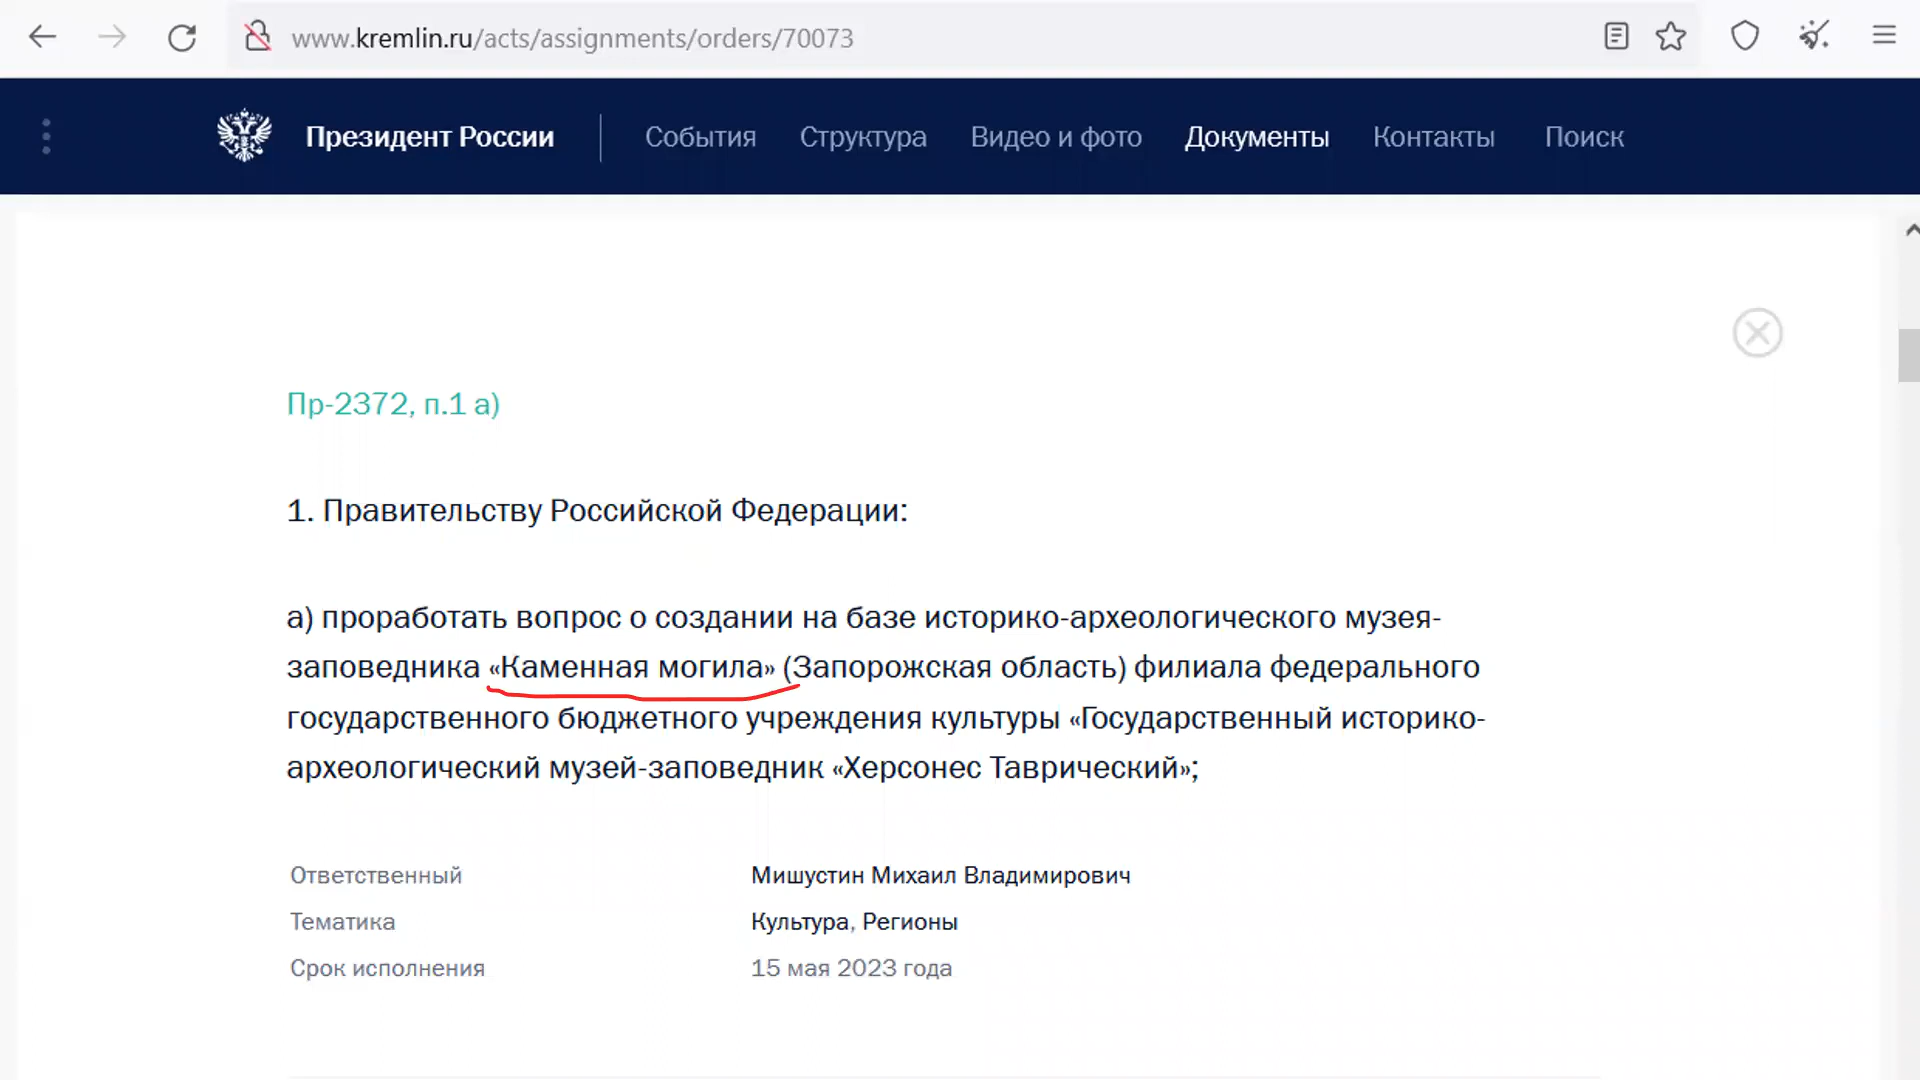 www.kremlin.ru/acts/assignments/orders/70073
Президент России
События
Структура
Видео и фото
Документы
Контакты
Поиск
Пр-2372, п.1 а)
1. Правительству Российской Федерации:
а) проработать вопрос о создании на базе историко-археологического музея-
заповедника «Каменная могила» (Запорожская область) филиала федерального
государственного бюджетного учреждения культуры «Государственный историко-
археологический музей-заповедник «Херсонес Таврический»;
Ответственный Мишустин Михаил Владимирович
Тематика Культура, Регионы
Срок исполнения 15 мая 2023 года